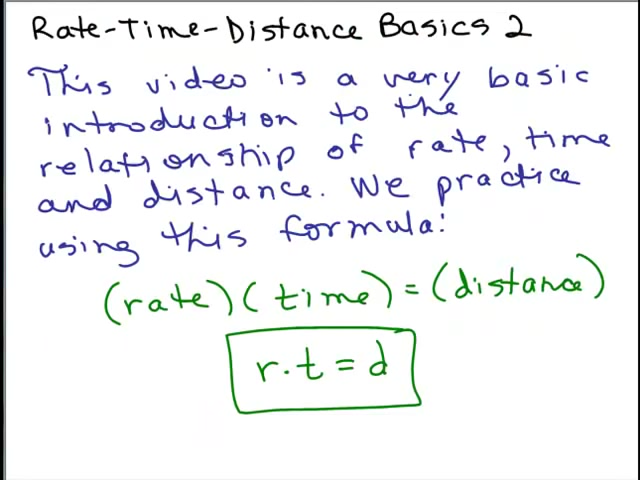 Rate-Time-Distance Basics 2
This video is a very basic
introduction to the
relationship of rate, time
and distance. We practice
using this formula:
(rate)(time) = (distance)
r.t = d